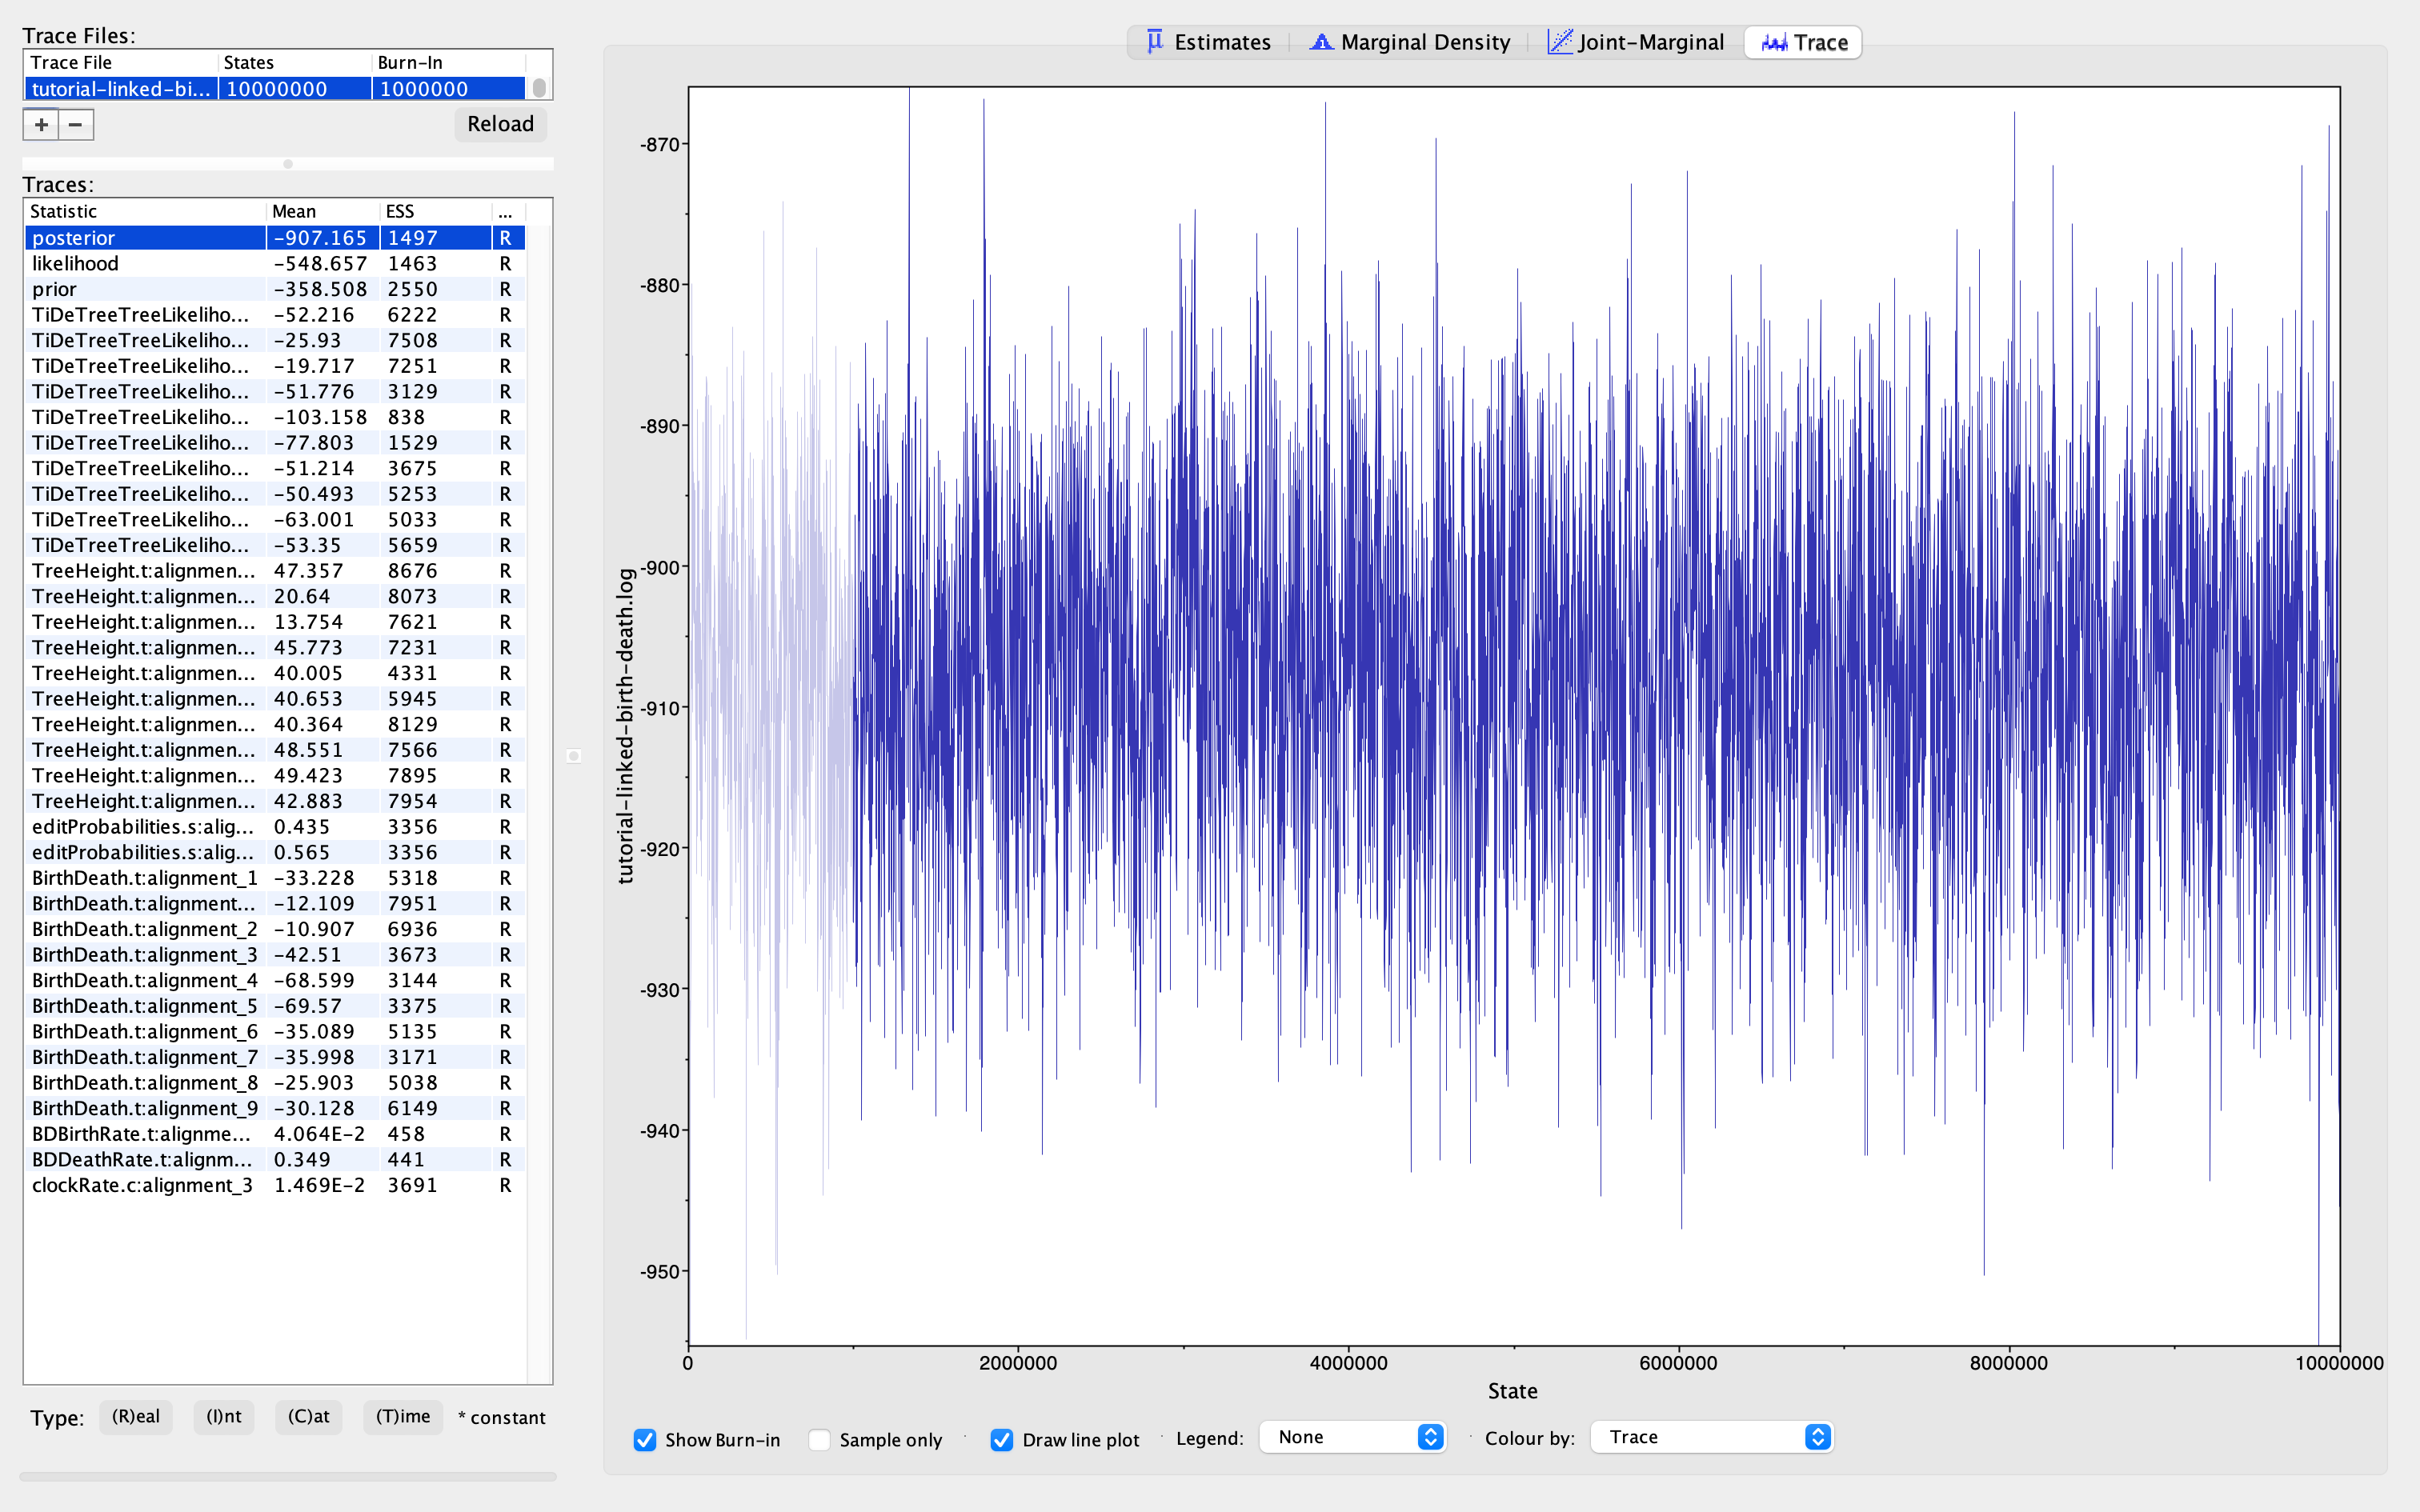 Trace Files:
Trace File States Burn-In
tutorial-linked-bi... 10000000 1000000
+ −
Reload
Traces:
Statistic Mean ESS ...
posterior -907.165 1497 R
likelihood -548.657 1463 R
prior -358.508 2550 R
TiDeTreeTreeLikeliho... -52.216 6222 R
TiDeTreeTreeLikeliho... -25.93 7508 R
TiDeTreeTreeLikeliho... -19.717 7251 R
TiDeTreeTreeLikeliho... -51.776 3129 R
TiDeTreeTreeLikeliho... -103.158 838 R
TiDeTreeTreeLikeliho... -77.803 1529 R
TiDeTreeTreeLikeliho... -51.214 3675 R
TiDeTreeTreeLikeliho... -50.493 5253 R
TiDeTreeTreeLikeliho... -63.001 5033 R
TiDeTreeTreeLikeliho... -53.35 5659 R
TreeHeight.t:alignmen... 47.357 8676 R
TreeHeight.t:alignmen... 20.64 8073 R
TreeHeight.t:alignmen... 13.754 7621 R
TreeHeight.t:alignmen... 45.773 7231 R
TreeHeight.t:alignmen... 40.005 4331 R
TreeHeight.t:alignmen... 40.653 5945 R
TreeHeight.t:alignmen... 40.364 8129 R
TreeHeight.t:alignmen... 48.551 7566 R
TreeHeight.t:alignmen... 49.423 7895 R
TreeHeight.t:alignmen... 42.883 7954 R
editProbabilities.s:alig... 0.435 3356 R
editProbabilities.s:alig... 0.565 3356 R
BirthDeath.t:alignment_1 -33.228 5318 R
BirthDeath.t:alignment... -12.109 7951 R
BirthDeath.t:alignment_2 -10.907 6936 R
BirthDeath.t:alignment_3 -42.51 3673 R
BirthDeath.t:alignment_4 -68.599 3144 R
BirthDeath.t:alignment_5 -69.57 3375 R
BirthDeath.t:alignment_6 -35.089 5135 R
BirthDeath.t:alignment_7 -35.998 3171 R
BirthDeath.t:alignment_8 -25.903 5038 R
BirthDeath.t:alignment_9 -30.128 6149 R
BDBirthRate.t:alignme... 4.064E-2 458 R
BDDeathRate.t:alignm... 0.349 441 R
clockRate.c:alignment_3 1.469E-2 3691 R
Type: (R)eal (I)nt (C)at (T)ime * constant
Estimates Marginal Density Joint-Marginal Trace
-870
-880
-890
-900
-910
-920
-930
-940
-950
tutorial-linked-birth-death.log
0 2000000 4000000 6000000 8000000 10000000
State
Show Burn-in Sample only Draw line plot Legend: None Colour by: Trace